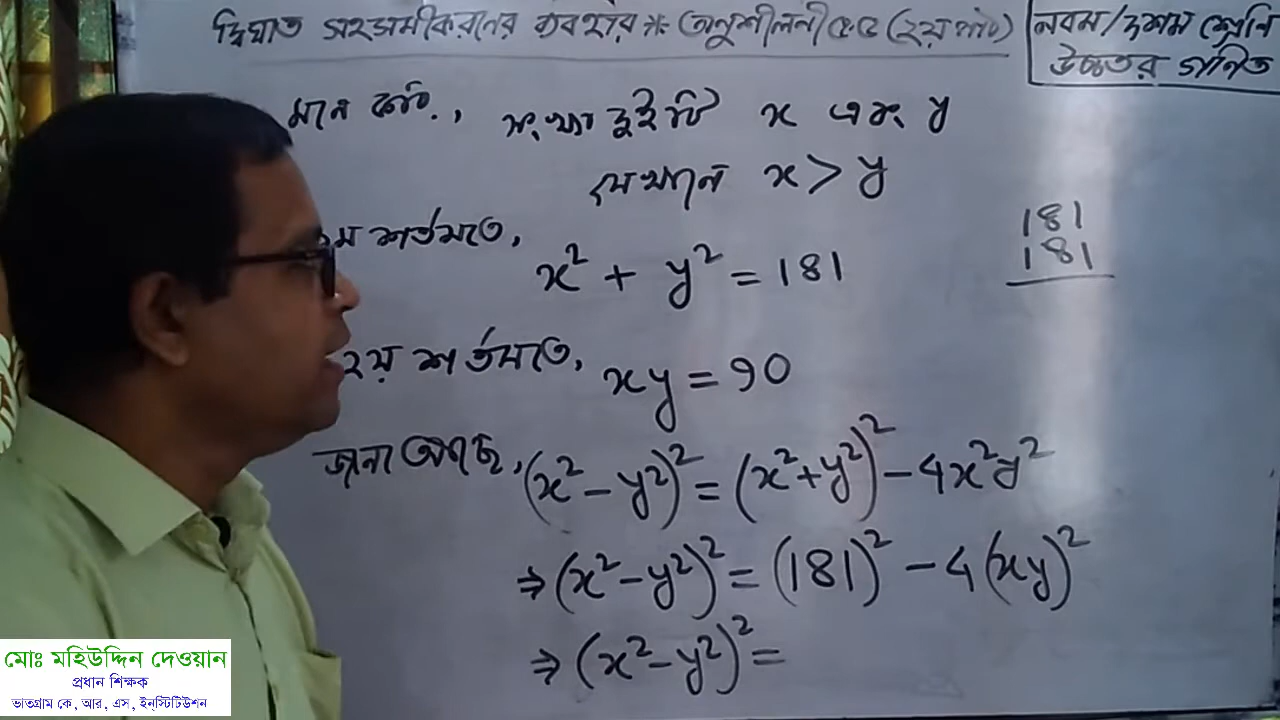 দ্বিঘাত সহসমীকরনের ব্যবহার * অনুশীলনী ৫.৫ (২য় পাঠ)
নবম/দশম শ্রেনি
উচ্চতর গনিত
মনে করি, সংখ্যা দুইটি x এবং y
যেখানে x > y
181
181
ম শর্তমতে,
x² + y² = 181
২য় শর্তমতে, xy = 90
জানা আছে, (x² - y²)² = (x² + y²)² - 4x²y²
⇒ (x² - y²)² = (181)² - 4(xy)²
⇒ (x² - y²)² =
মোঃ মহিউদ্দিন দেওয়ান
প্রধান শিক্ষক
ভাতগ্রাম কে, আর, এস, ইনস্টিটিউশন